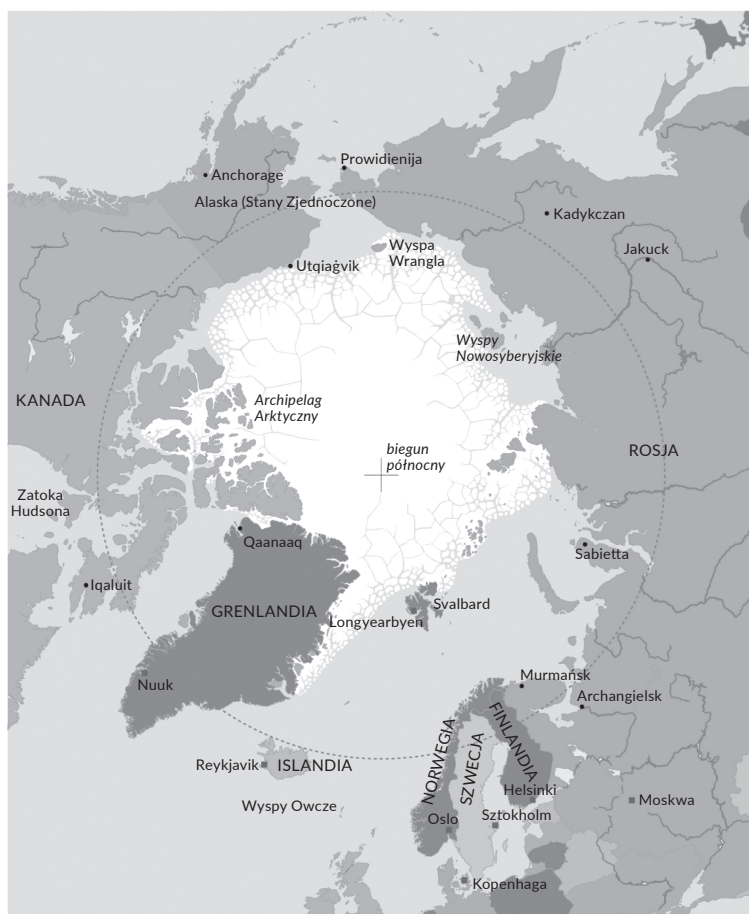 Prowidienija
Anchorage
Alaska (Stany Zjednoczone)
Kadykczan
Jakuck
Wyspa
Wrangla
Utqiaġvik
Wyspy
Nowosyberyjskie
KANADA
Archipelag
Arktyczny
biegun
północny
ROSJA
Zatoka
Hudsona
Qaanaaq
Sabietta
Iqaluit
GRENLANDIA
Svalbard
Longyearbyen
Nuuk
Murmańsk
Archangielsk
NORWEGIA
SZWECJA
FINLANDIA
Reykjavik
ISLANDIA
Helsinki
Moskwa
Wyspy Owcze
Oslo
Sztokholm
Kopenhaga